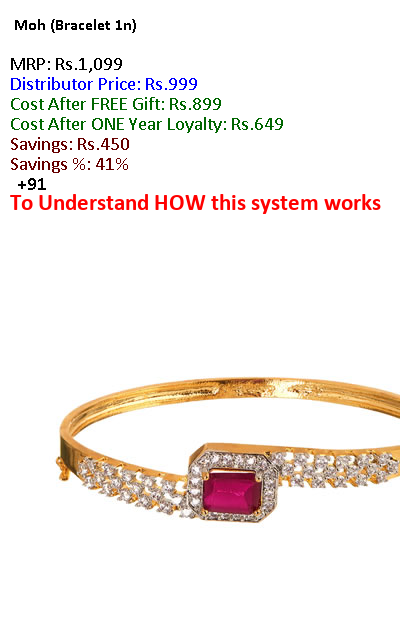 Moh (Bracelet 1n)
MRP: Rs.1,099
Distributor Price: Rs.999
Cost After FREE Gift: Rs.899
Cost After ONE Year Loyalty: Rs.649
Savings: Rs.450
Savings %: 41%
+91
To Understand HOW this system works